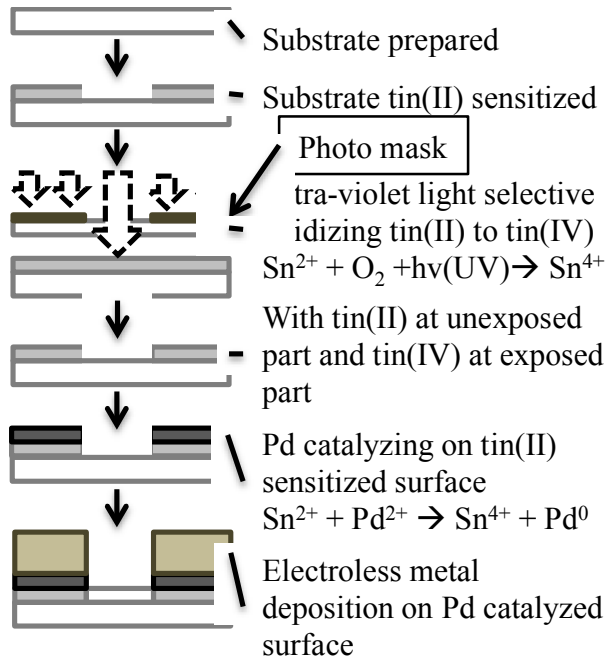 Substrate prepared
Substrate tin(II) sensitized
Photo mask
tra-violet light selective
idizing tin(II) to tin(IV)
Sn²⁺ + O₂ +hv(UV)→ Sn⁴⁺
With tin(II) at unexposed
part and tin(IV) at exposed
part
Pd catalyzing on tin(II)
sensitized surface
Sn²⁺ + Pd²⁺ → Sn⁴⁺ + Pd⁰
Electroless metal
deposition on Pd catalyzed
surface